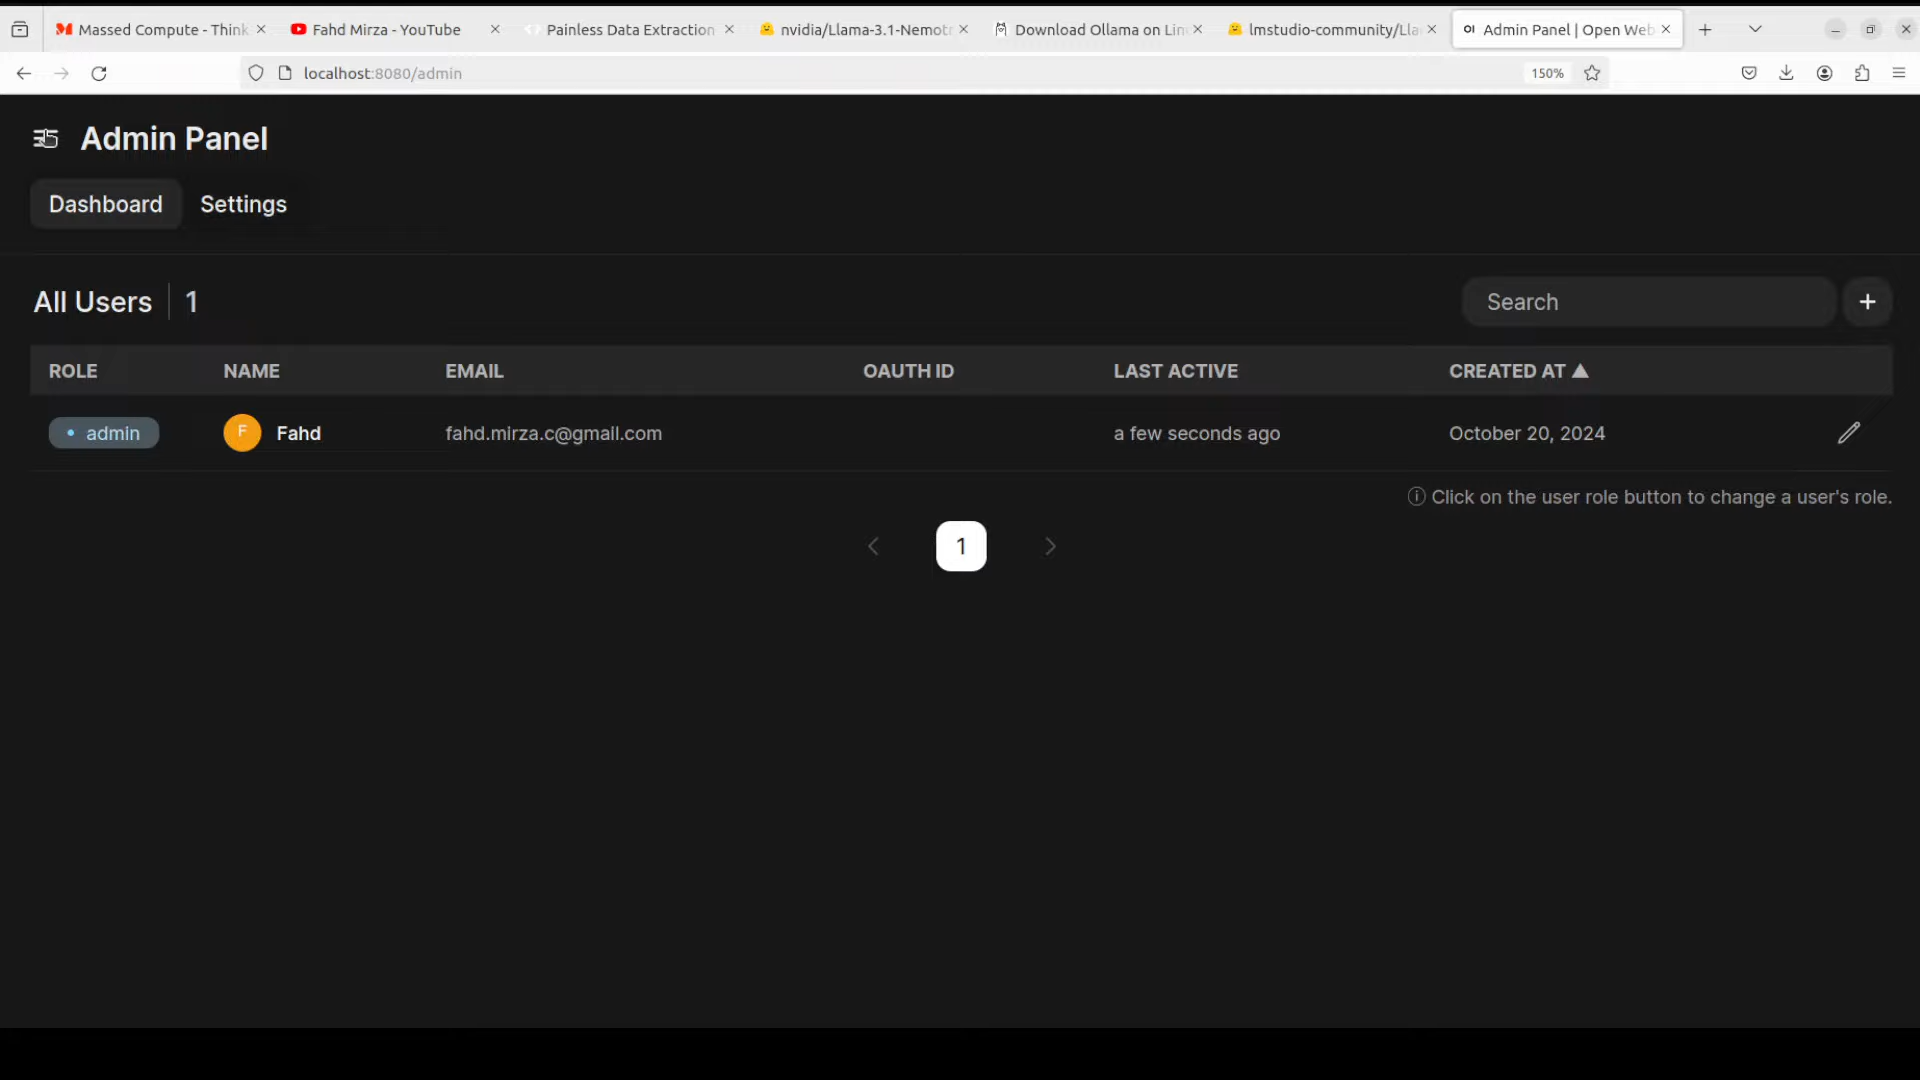 Massed Compute - Think
Fahd Mirza - YouTube
Painless Data Extraction
nvidia/Llama-3.1-Nemotr
Download Ollama on Lin
lmstudio-community/Lla
OI Admin Panel | Open Web
localhost:8080/admin
150%
Admin Panel
Dashboard
Settings
All Users
1
Search
ROLE
NAME
EMAIL
OAUTH ID
LAST ACTIVE
CREATED AT ▲
admin
F
Fahd
fahd.mirza.c@gmail.com
a few seconds ago
October 20, 2024
ⓘ Click on the user role button to change a user's role.
1